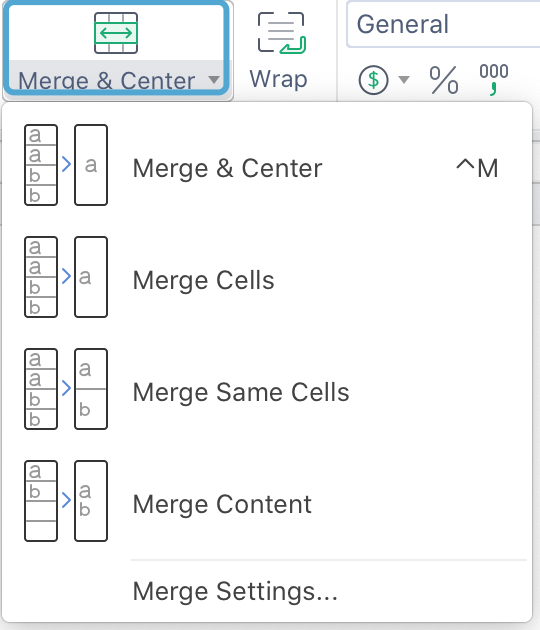 General
Merge & Center
Wrap
$
%
000
,
a
a
b
b
a
Merge & Center
^M
a
a
b
b
a
Merge Cells
a
a
b
b
a
b
Merge Same Cells
a
b
a
b
Merge Content
Merge Settings...